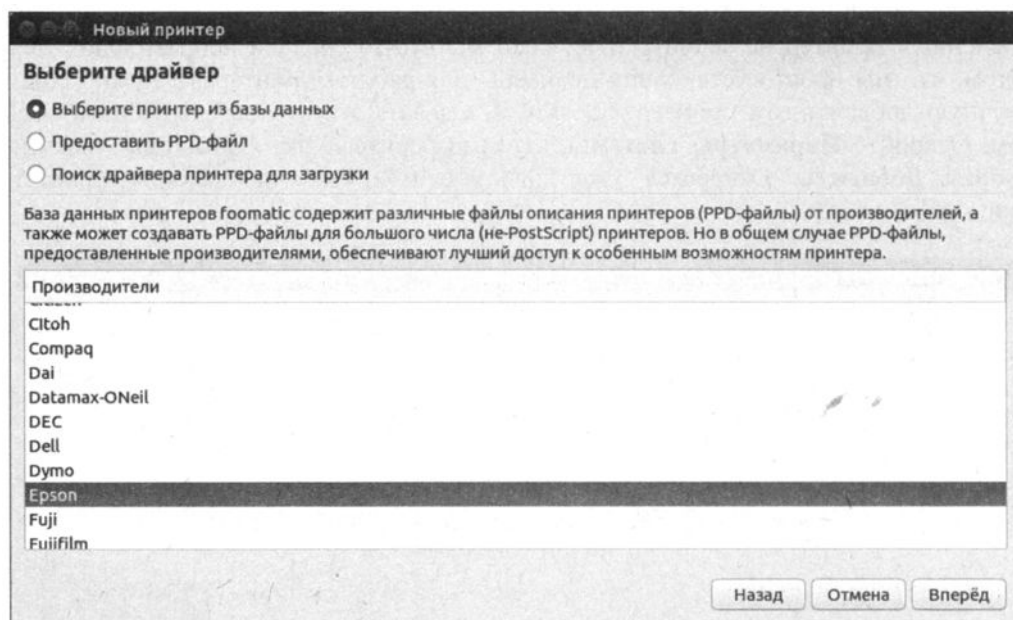 Новый принтер
Выберите драйвер
Выберите принтер из базы данных
Предоставить PPD-файл
Поиск драйвера принтера для загрузки
База данных принтеров foomatic содержит различные файлы описания принтеров (PPD-файлы) от производителей, а
также может создавать PPD-файлы для большого числа (не-PostScript) принтеров. Но в общем случае PPD-файлы,
предоставленные производителями, обеспечивают лучший доступ к особенным возможностям принтера.
Производители
Citizen
CItoh
Compaq
Dai
Datamax-ONeil
DEC
Dell
Dymo
Epson
Fuji
Fujifilm
Назад Отмена Вперёд